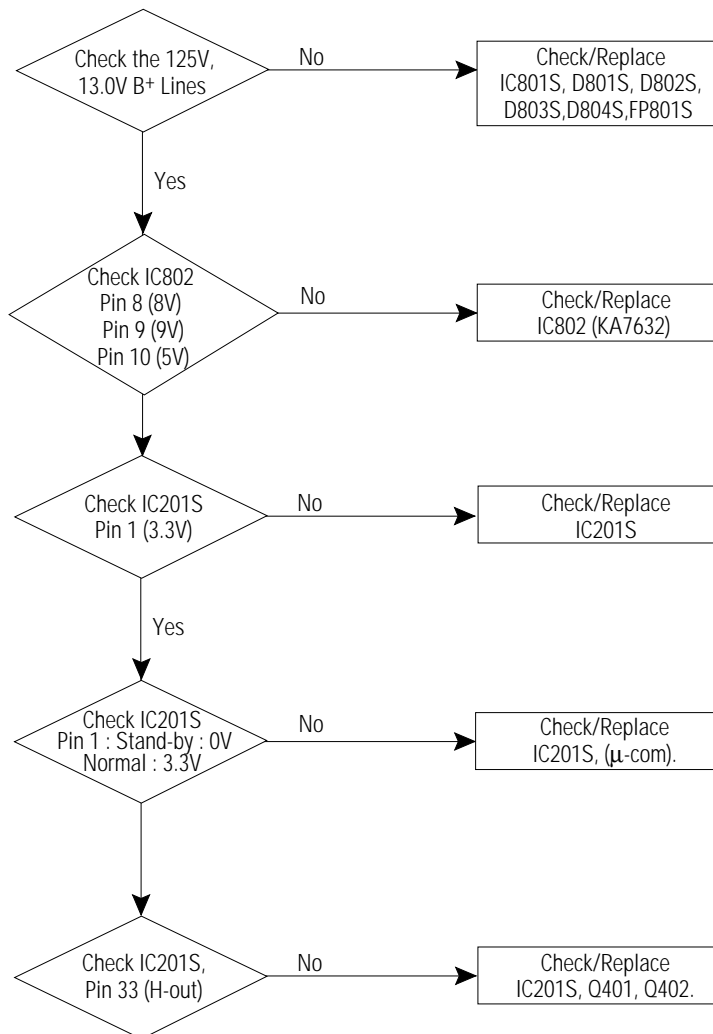 Check the 125V,
13.0V B+ Lines
No
Check/Replace
IC801S, D801S, D802S,
D803S,D804S,FP801S
Yes
Check IC802
Pin 8 (8V)
Pin 9 (9V)
Pin 10 (5V)
No
Check/Replace
IC802 (KA7632)
Check IC201S
Pin 1 (3.3V)
No
Check/Replace
IC201S
Yes
Check IC201S
Pin 1 : Stand-by : 0V
Normal : 3.3V
No
Check/Replace
IC201S, (μ-com).
Check IC201S,
Pin 33 (H-out)
No
Check/Replace
IC201S, Q401, Q402.